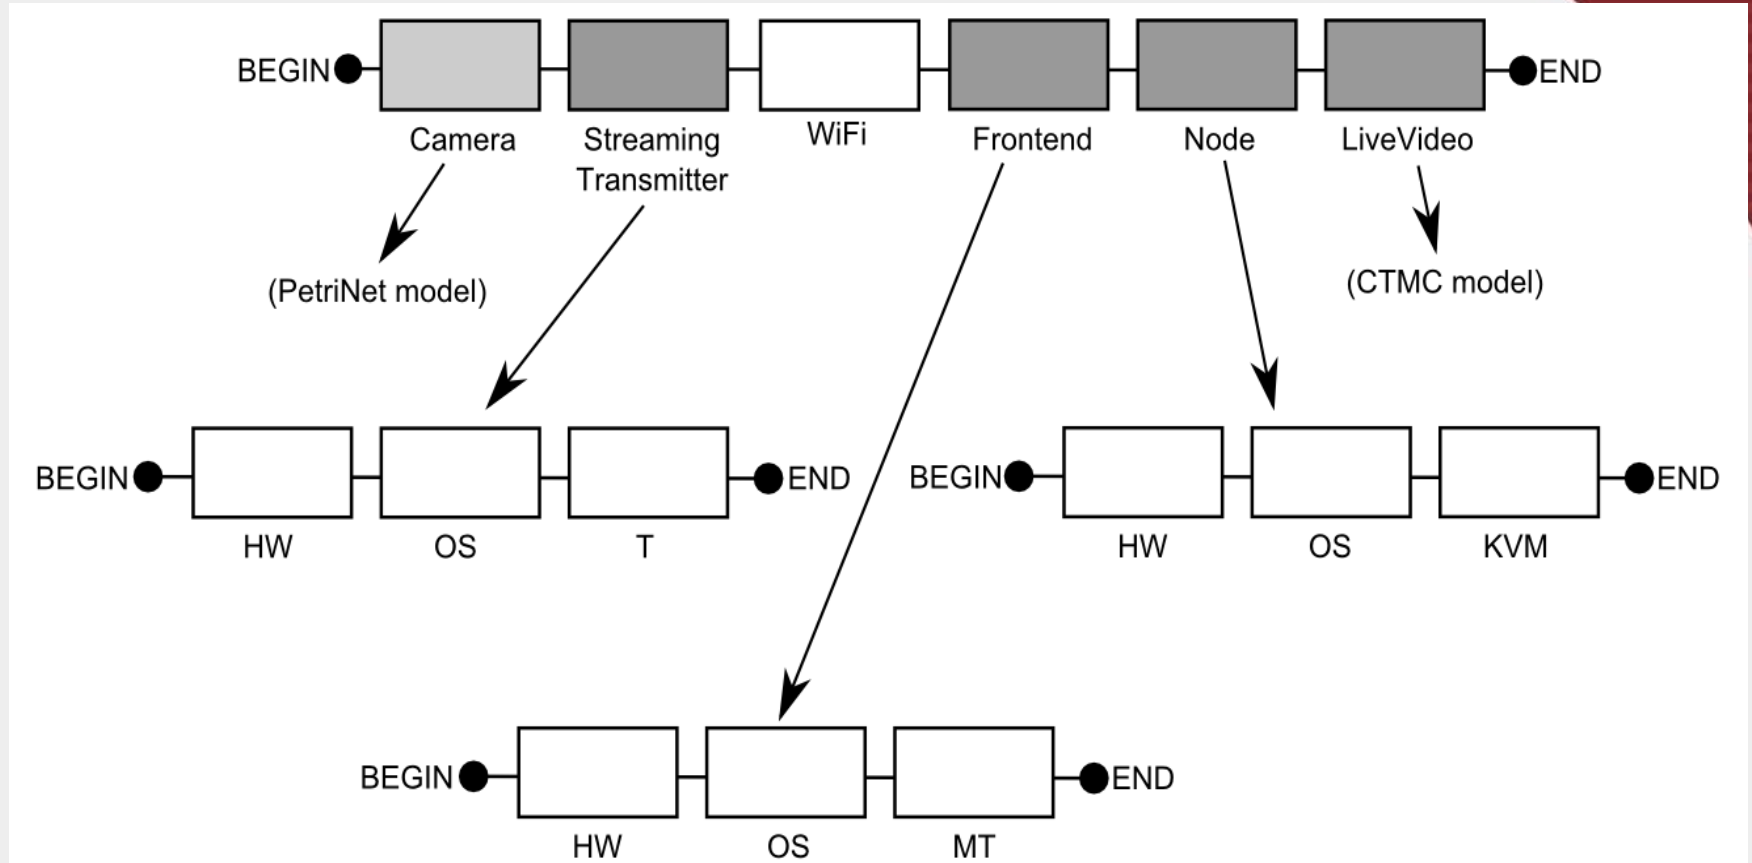 BEGIN
END
Camera
Streaming
Transmitter
WiFi
Frontend
Node
LiveVideo
(PetriNet model)
(CTMC model)
BEGIN
END
HW
OS
T
BEGIN
END
HW
OS
KVM
BEGIN
END
HW
OS
MT